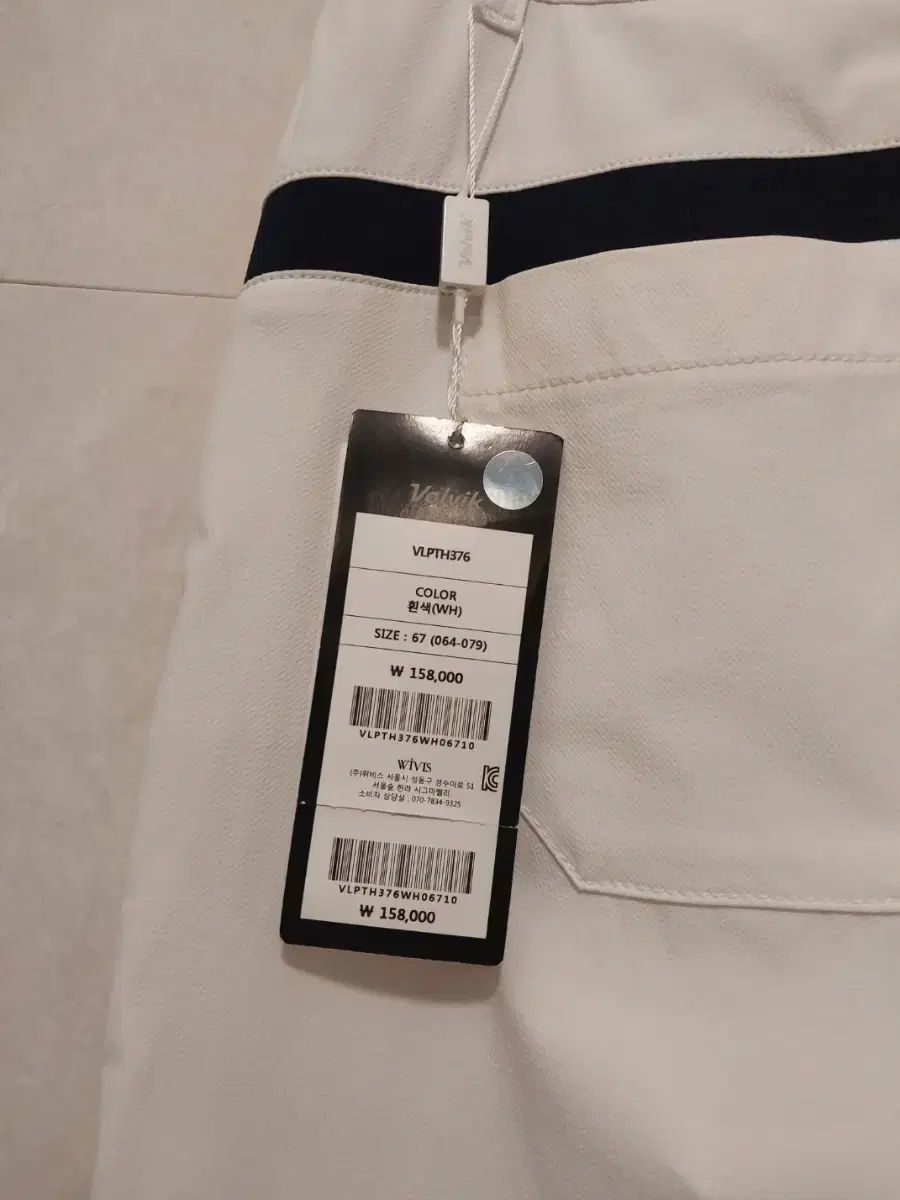 Volvik
Volvik
VLPTH376
COLOR
흰색(WH)
SIZE : 67 (064-079)
₩ 158,000
VLPTH376WH06710
WIVIS
(주)위비스 서울시 성동구 성수이로 51
서울숲 한라 시그마밸리
소비자 상담실 : 070-7834-9325
VLPTH376WH06710
₩ 158,000